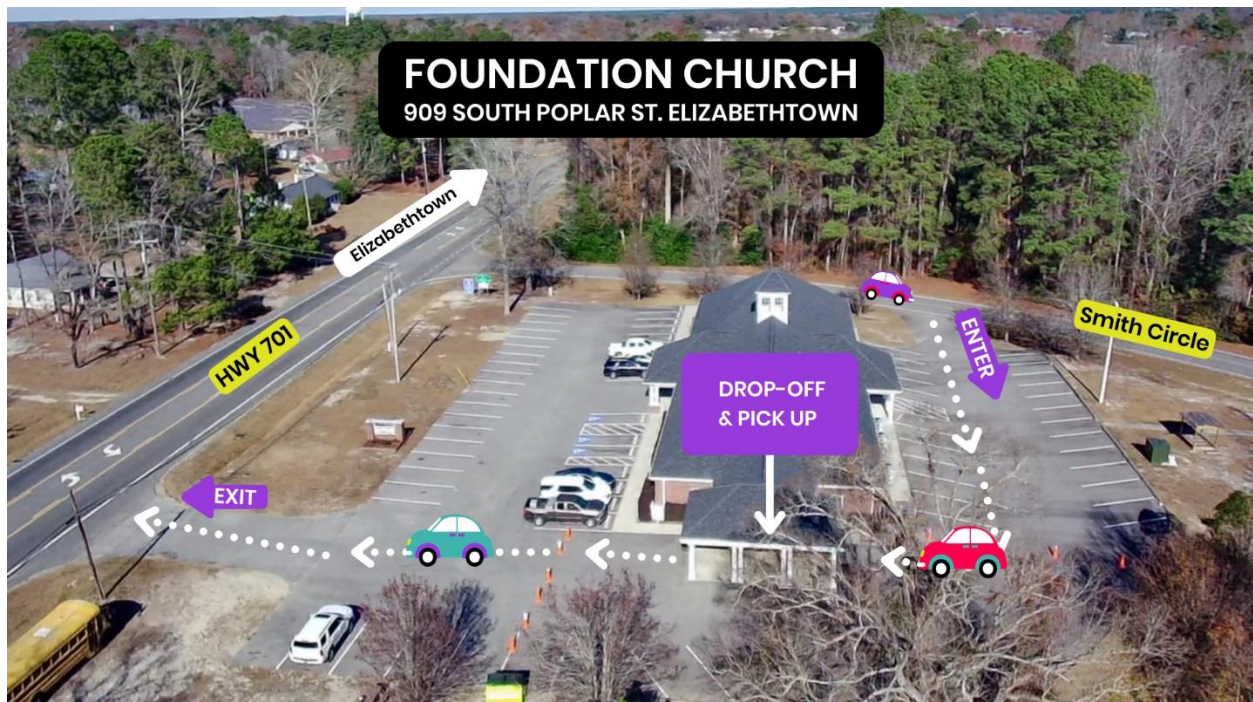 FOUNDATION CHURCH
909 SOUTH POPLAR ST. ELIZABETHTOWN
Elizabethtown
HWY 701
Smith Circle
ENTER
DROP-OFF
& PICK UP
EXIT